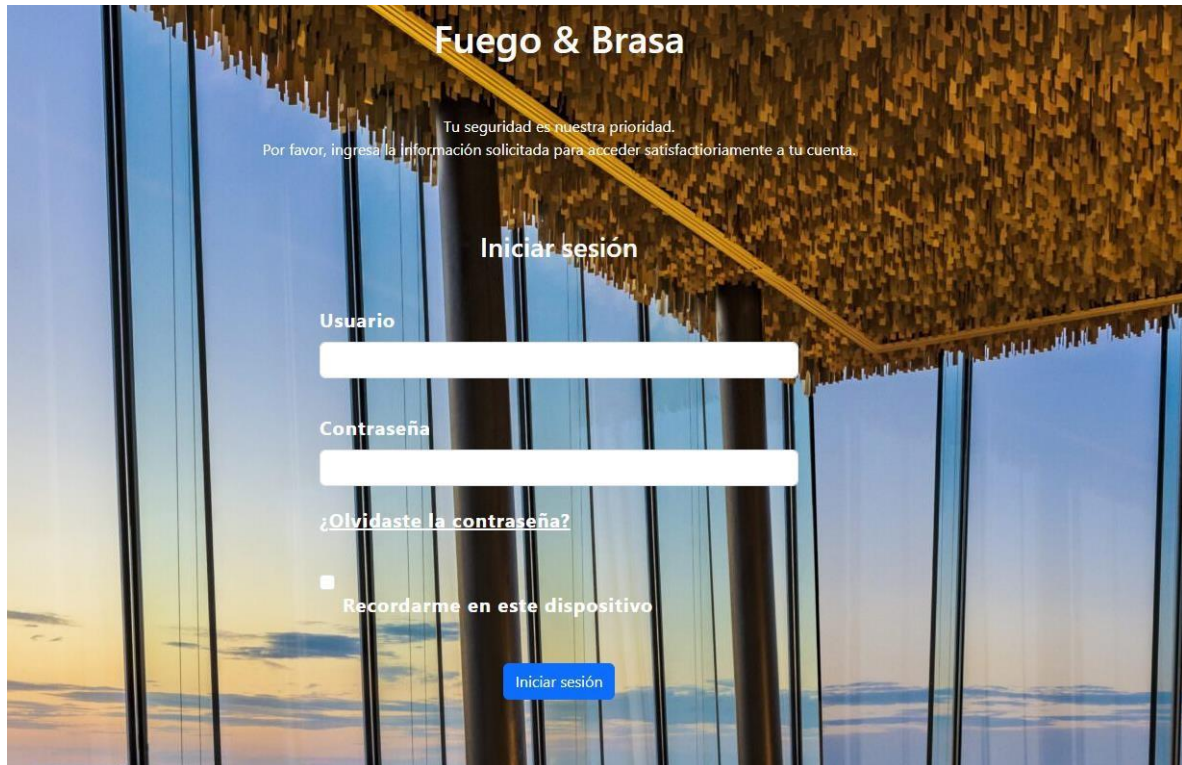 Fuego & Brasa
Tu seguridad es nuestra prioridad.
Por favor, ingresa la información solicitada para acceder satisfactioriamente a tu cuenta.
Iniciar sesión
Usuario
Contraseña
¿Olvidaste la contraseña?
Recordarme en este dispositivo
Iniciar sesión